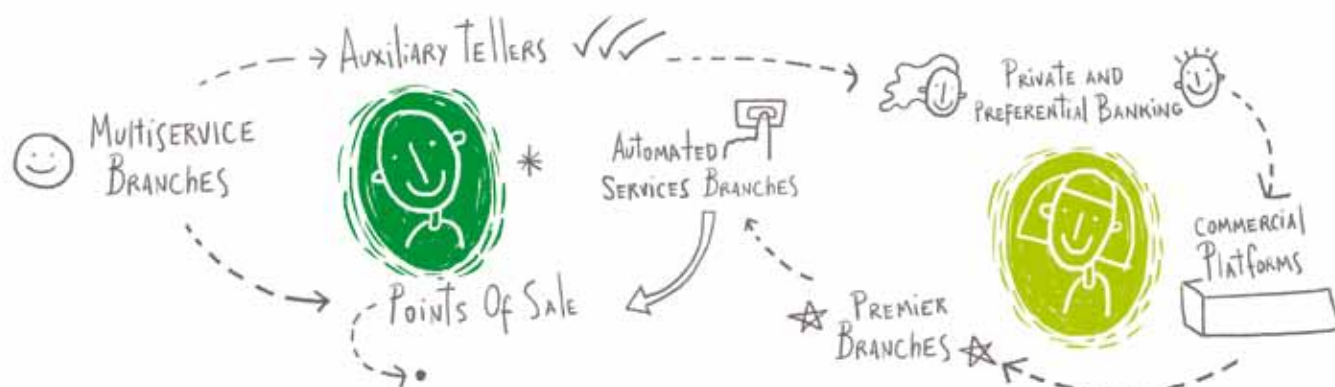 Auxiliary Tellers
Multiservice
Branches
Private and
Preferential Banking
Automated
Services Branches
Commercial
Platforms
Points Of Sale
Premier
Branches